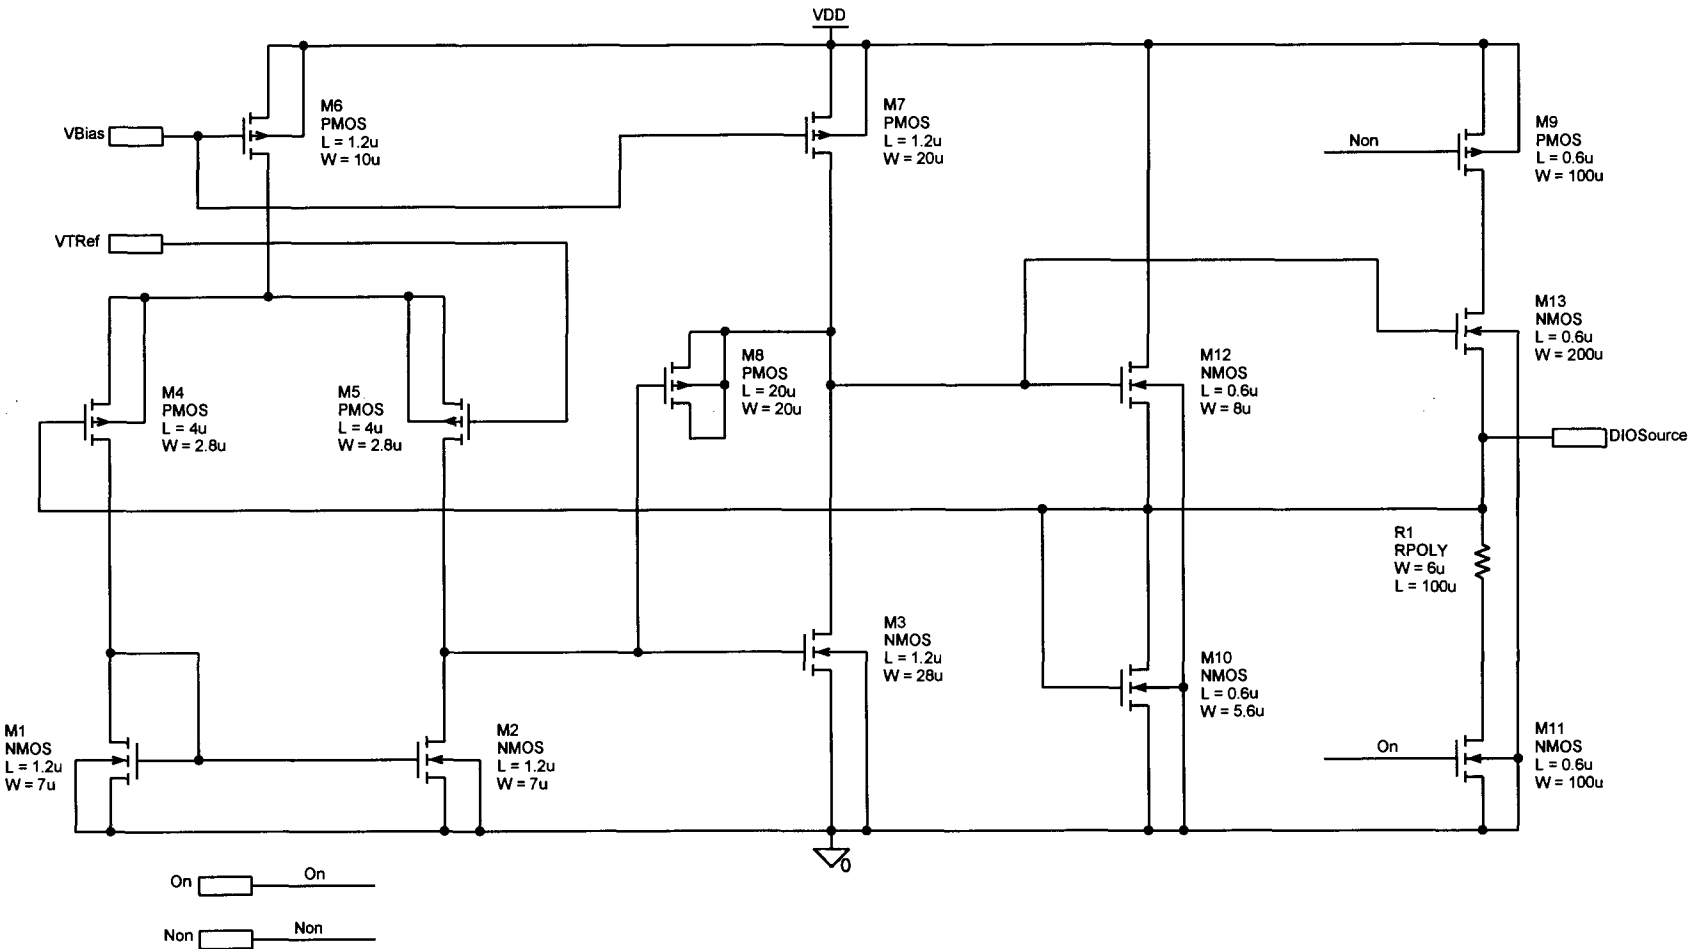 VDD
VBias
M6
PMOS
L = 1.2u
W = 10u
M7
PMOS
L = 1.2u
W = 20u
Non
M9
PMOS
L = 0.6u
W = 100u
VTRef
M13
NMOS
L = 0.6u
W = 200u
M4
PMOS
L = 4u
W = 2.8u
M5
PMOS
L = 4u
W = 2.8u
M8
PMOS
L = 20u
W = 20u
M12
NMOS
L = 0.6u
W = 8u
DIOSource
R1
RPOLY
W = 6u
L = 100u
M3
NMOS
L = 1.2u
W = 28u
M10
NMOS
L = 0.6u
W = 5.6u
M1
NMOS
L = 1.2u
W = 7u
M2
NMOS
L = 1.2u
W = 7u
On
M11
NMOS
L = 0.6u
W = 100u
0
On
On
Non
Non